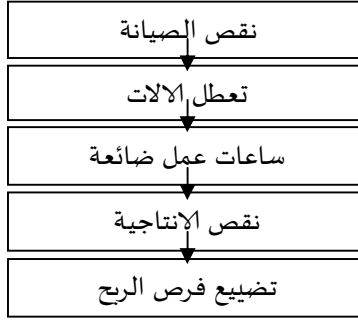 نقص الصيانة
تعطل الالات
ساعات عمل ضائعة
نقص الانتاجية
تضييع فرص الربح